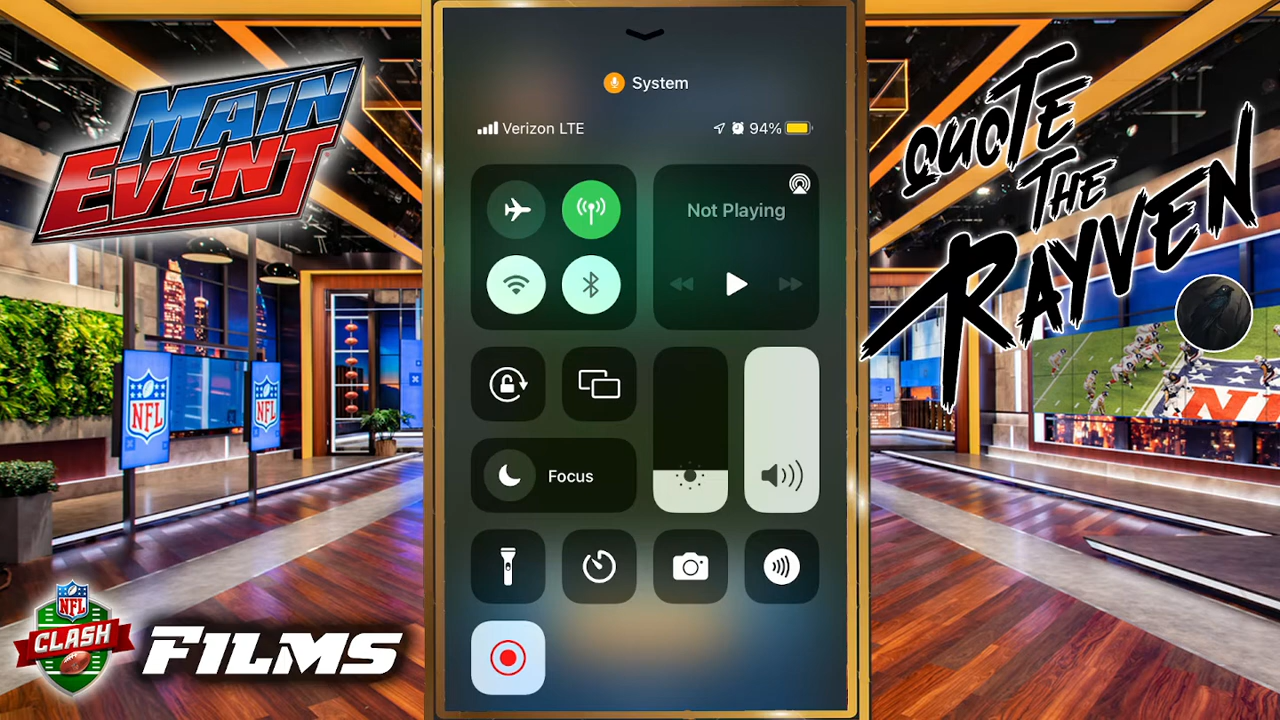 MAIN
EVENT
System
Verizon LTE
94%
Not Playing
Focus
QUOTE
THE
RAYVEN
NFL
NFL
NFL
CLASH
FILMS